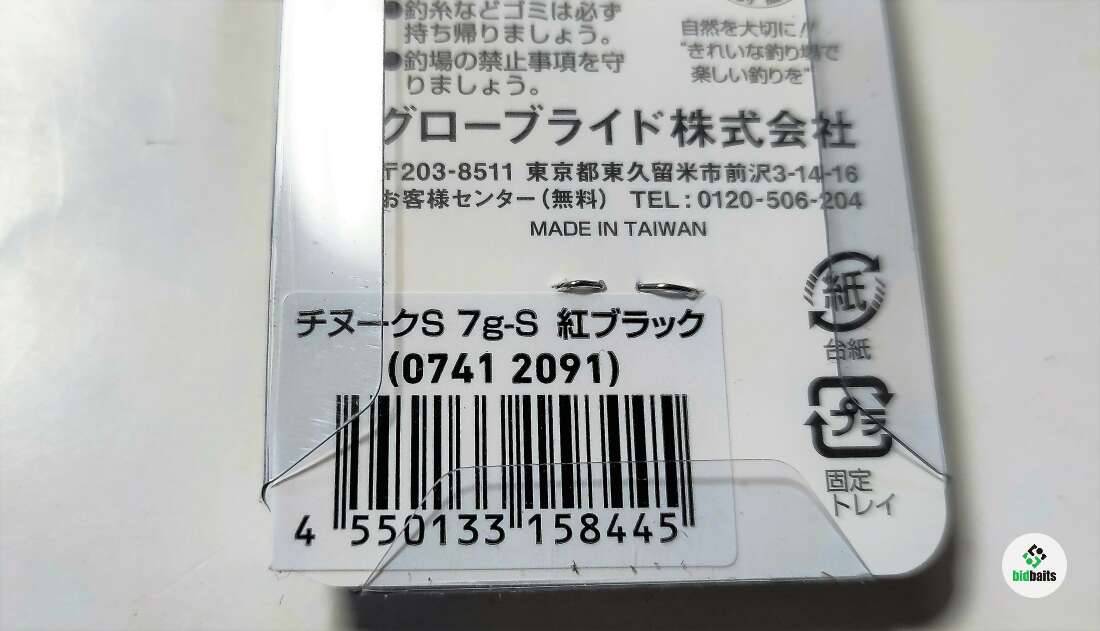 ●釣糸などゴミは必ず
持ち帰りましょう。
●釣場の禁止事項を守
りましょう。
自然を大切に!!
"きれいな釣り場で
楽しい釣りを"
グローブライド株式会社
〒203-8511 東京都東久留米市前沢3-14-16
お客様センター(無料) TEL:0120-506-204
MADE IN TAIWAN
チヌークS 7g-S 紅ブラック
(0741 2091)
4 550133 158445
紙
台紙
プラ
固定
トレイ
bidbaits